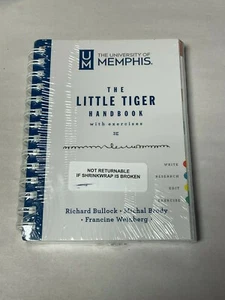 UM
THE UNIVERSITY OF
MEMPHIS.
THE
LITTLE TIGER
HANDBOOK
with exercises
WRITE
RESEARCH
EDIT
EXERCISE
NOT RETURNABLE
IF SHRINKWRAP IS BROKEN
Richard Bullock • Michal Brody
• Francine Weinberg •